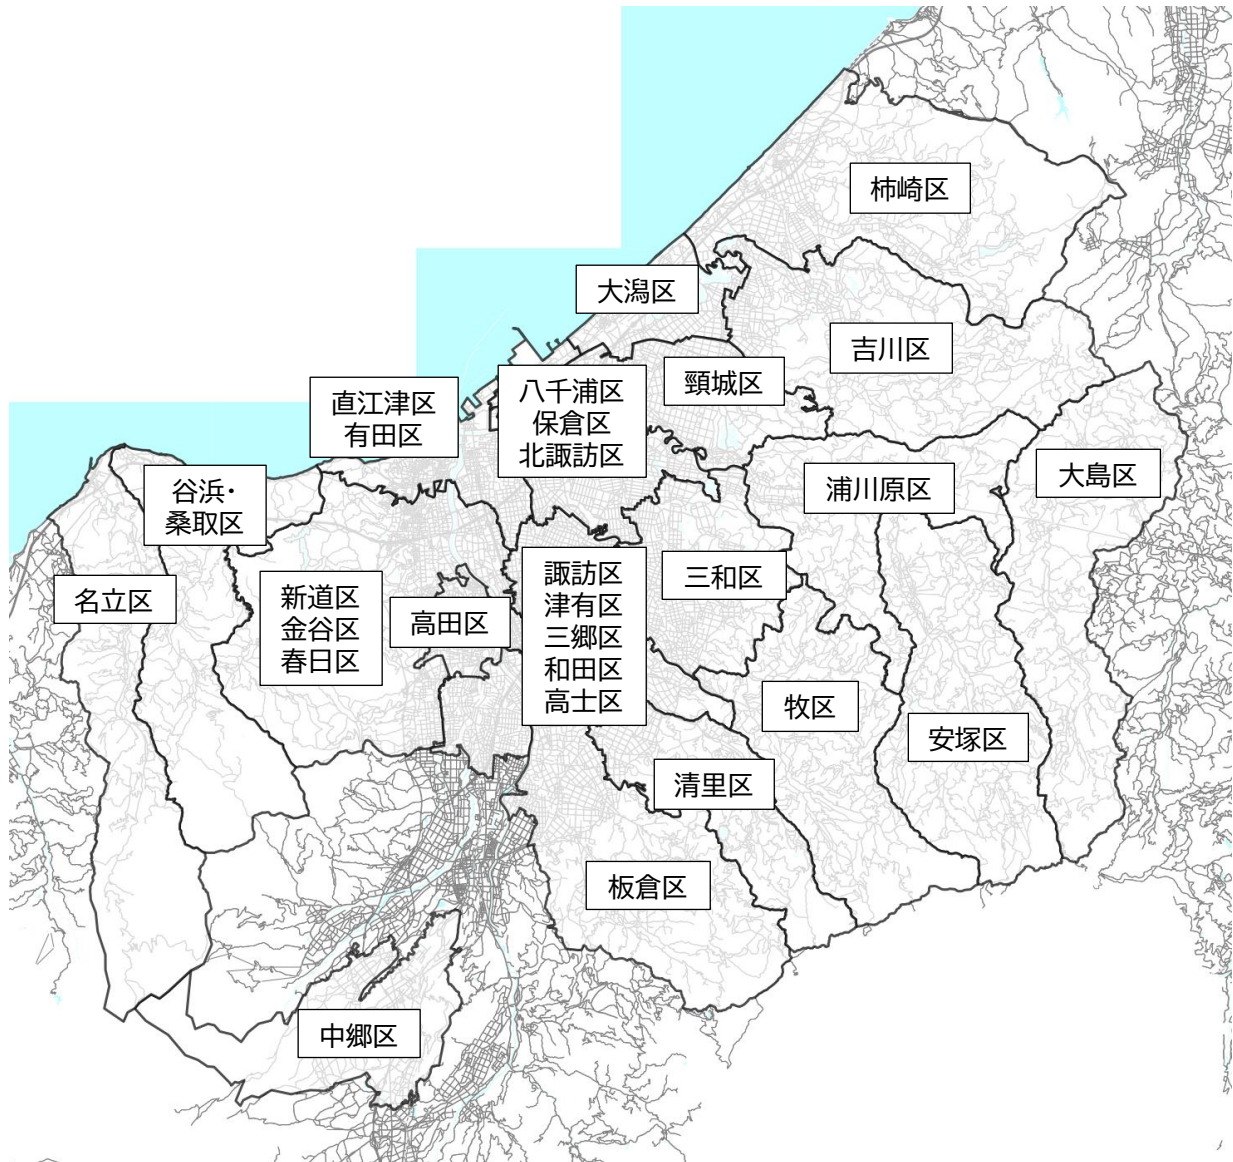 柿崎区
大潟区
吉川区
頸城区
八千浦区
保倉区
北諏訪区
直江津区
有田区
谷浜・
桑取区
浦川原区
大島区
名立区
新道区
金谷区
春日区
高田区
諏訪区
津有区
三郷区
和田区
高士区
三和区
牧区
安塚区
清里区
板倉区
中郷区